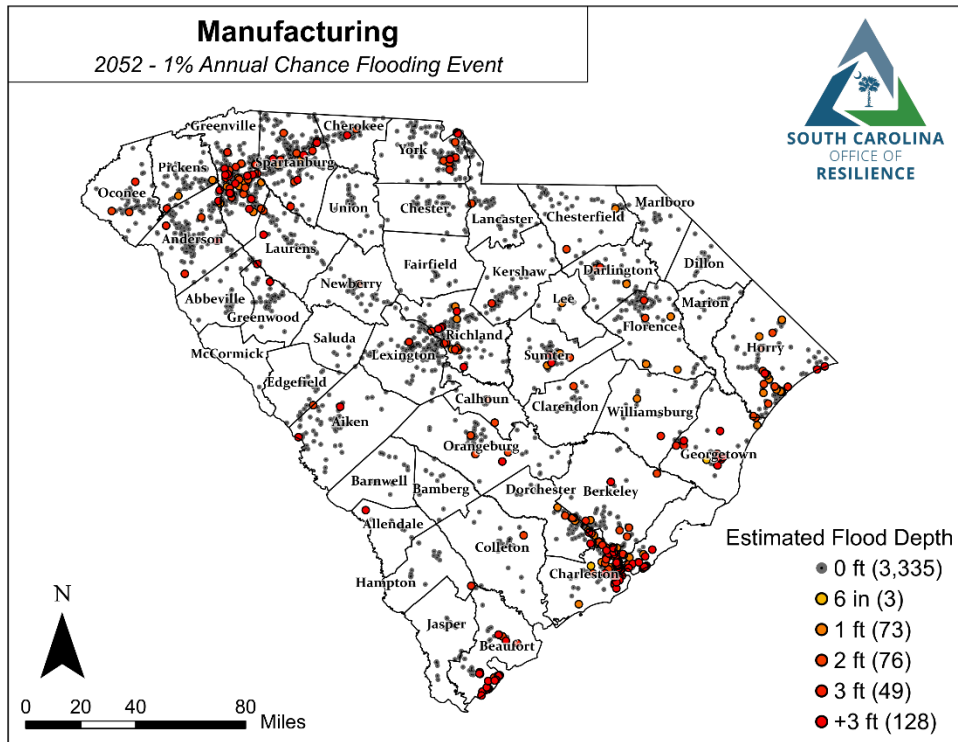 Manufacturing
2052 - 1% Annual Chance Flooding Event
SOUTH CAROLINA
OFFICE OF
RESILIENCE
Greenville
Cherokee
Pickens
Spartanburg
York
Oconee
Union
Chester
Lancaster
Chesterfield
Marlboro
Anderson
Laurens
Fairfield
Kershaw
Darlington
Dillon
Abbeville
Greenwood
Newberry
Lee
Marion
Florence
McCormick
Saluda
Lexington
Richland
Sumter
Horry
Edgefield
Calhoun
Clarendon
Williamsburg
Aiken
Orangeburg
Georgetown
Barnwell
Bamberg
Dorchester
Berkeley
Allendale
Colleton
Charleston
Hampton
Jasper
Beaufort
Estimated Flood Depth
0 ft (3,335)
6 in (3)
1 ft (73)
2 ft (76)
3 ft (49)
+3 ft (128)
N
0 20 40 80
Miles